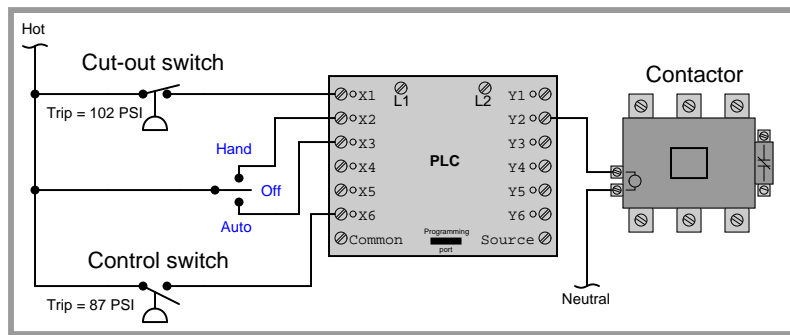 Hot
Cut-out switch
Trip = 102 PSI
Hand
Off
Auto
Control switch
Trip = 87 PSI
X1
X2
X3
X4
X5
X6
Common
L1
L2
PLC
Programming
port
Y1
Y2
Y3
Y4
Y5
Y6
Source
Contactor
Neutral